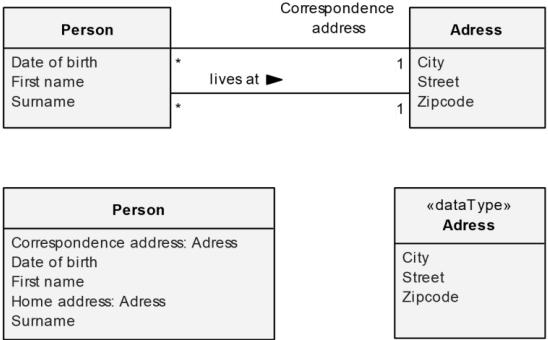 Correspondence
address
Person
Adress
Date of birth
First name
Surname
*
lives at ►
1
*
1
City
Street
Zipcode
Person
Correspondence address: Adress
Date of birth
First name
Home address: Adress
Surname
«dataType»
Adress
City
Street
Zipcode